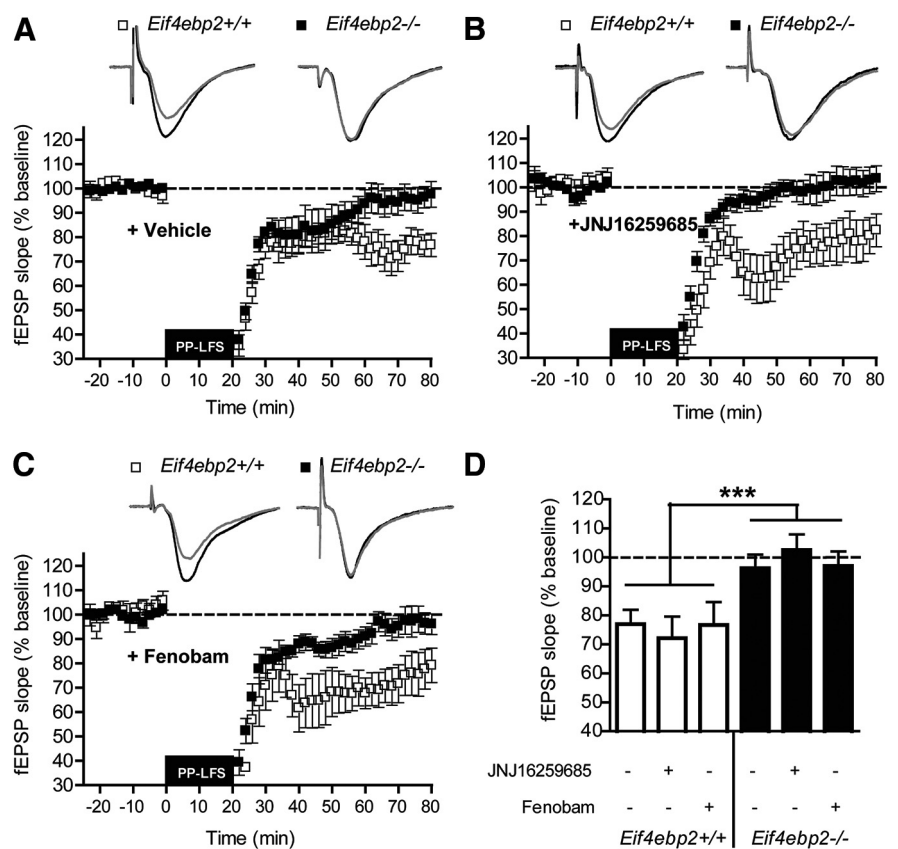 A
Eif4ebp2+/+
Eif4ebp2-/-
fEPSP slope (% baseline)
120
110
100
90
80
70
60
50
40
30
+ Vehicle
PP-LFS
-20 -10 0 10 20 30 40 50 60 70 80
Time (min)
B
Eif4ebp2+/+
Eif4ebp2-/-
120
110
100
90
80
70
60
50
40
30
+JNJ16259685
PP-LFS
-20 -10 0 10 20 30 40 50 60 70 80
Time (min)
C
Eif4ebp2+/+
Eif4ebp2-/-
fEPSP slope (% baseline)
120
110
100
90
80
70
60
50
40
30
+ Fenobam
PP-LFS
-20 -10 0 10 20 30 40 50 60 70 80
Time (min)
D
fEPSP slope (% baseline)
120
110
100
90
80
70
60
50
40
***
JNJ16259685 - + - - + -
Fenobam - - + - - +
Eif4ebp2+/+ Eif4ebp2-/-